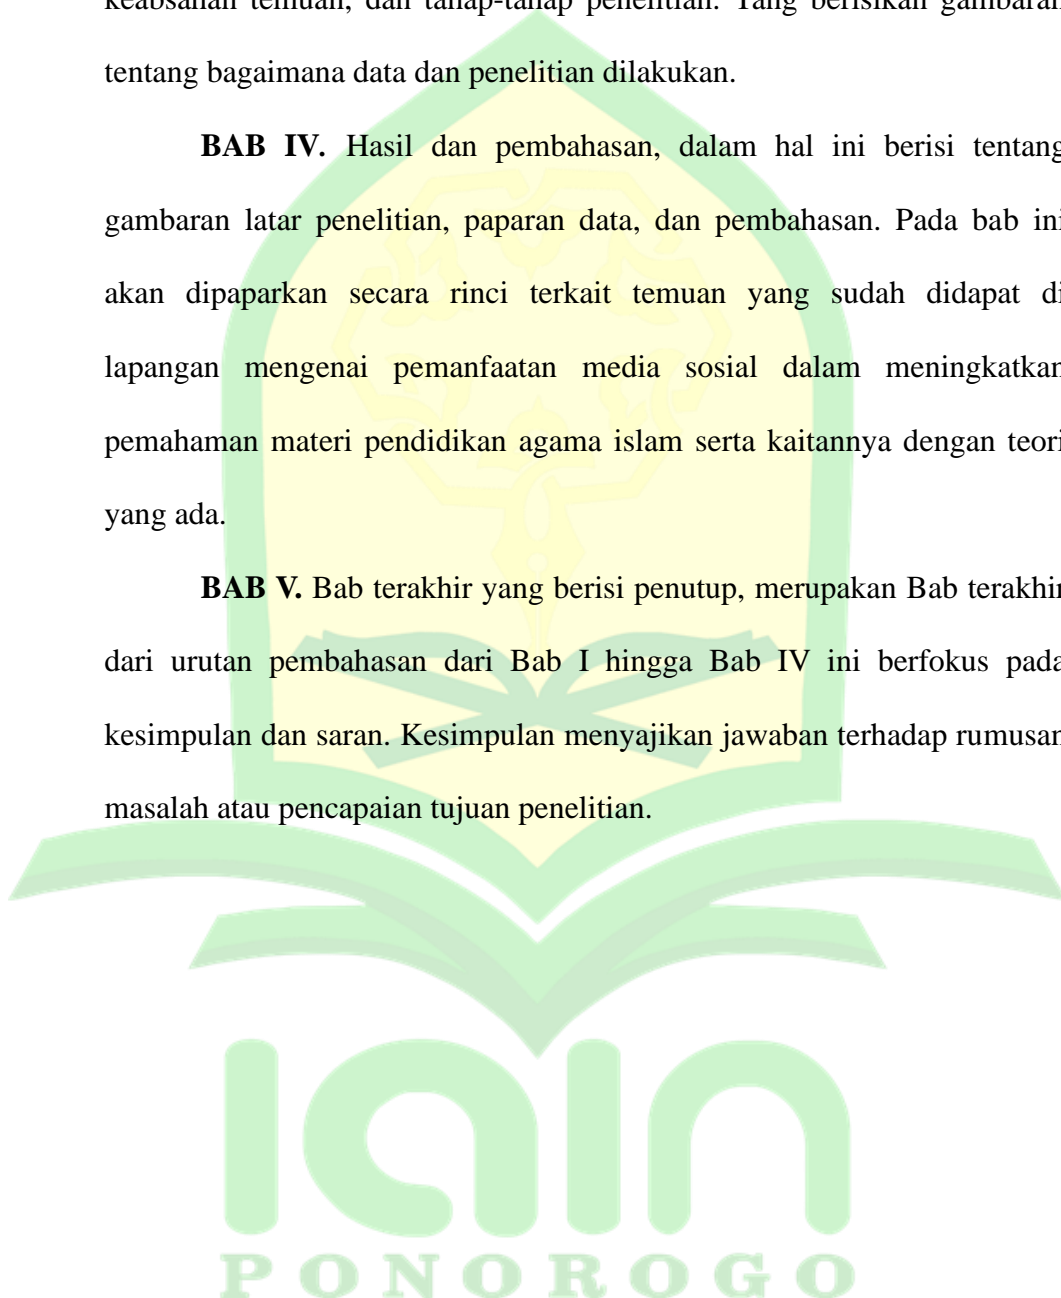 keabsahan temuan, dan tahap-tahap penelitian. Yang berisikan gambaran
tentang bagaimana data dan penelitian dilakukan.
BAB IV. Hasil dan pembahasan, dalam hal ini berisi tentang
gambaran latar penelitian, paparan data, dan pembahasan. Pada bab ini
akan dipaparkan secara rinci terkait temuan yang sudah didapat di
lapangan mengenai pemanfaatan media sosial dalam meningkatkan
pemahaman materi pendidikan agama islam serta kaitannya dengan teori
yang ada.
BAB V. Bab terakhir yang berisi penutup, merupakan Bab terakhir
dari urutan pembahasan dari Bab I hingga Bab IV ini berfokus pada
kesimpulan dan saran. Kesimpulan menyajikan jawaban terhadap rumusan
masalah atau pencapaian tujuan penelitian.
IAIN
PONOROGO